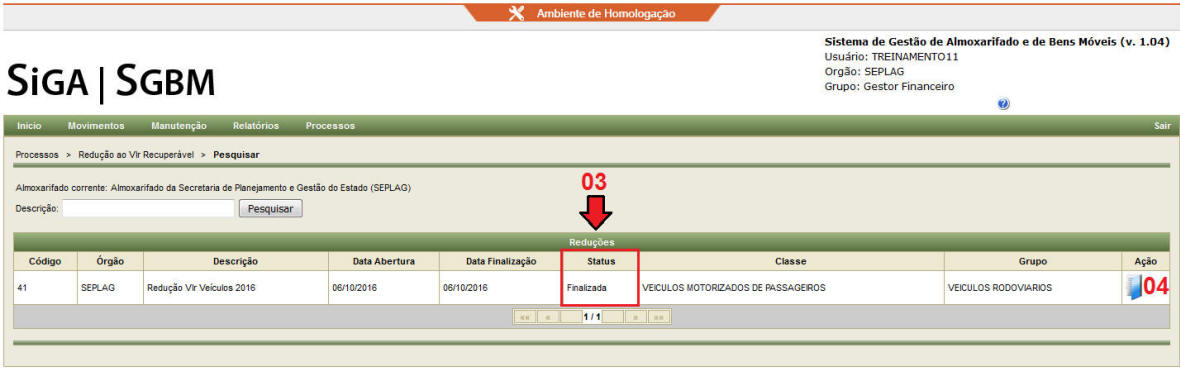 Ambiente de Homologação
Sistema de Gestão de Almoxarifado e de Bens Móveis (v. 1.04)
Usuário: TREINAMENTO11
Orgão: SEPLAG
Grupo: Gestor Financeiro
?
SIGA | SGBM
Inicio Movimentos Manutenção Relatórios Processos Sair
Processos > Redução ao Vlr Recuperável > Pesquisar
Almoxarifado corrente: Almoxarifado da Secretaria de Planejamento e Gestão do Estado (SEPLAG)
03
Descrição: Pesquisar
Reduções
Código Órgão Descrição Data Abertura Data Finalização Status Classe Grupo Ação
41 SEPLAG Redução Vlr Veículos 2016 06/10/2016 06/10/2016 Finalizada VEICULOS MOTORIZADOS DE PASSAGEIROS VEICULOS RODOVIARIOS 04
«« « 1 / 1 » »»